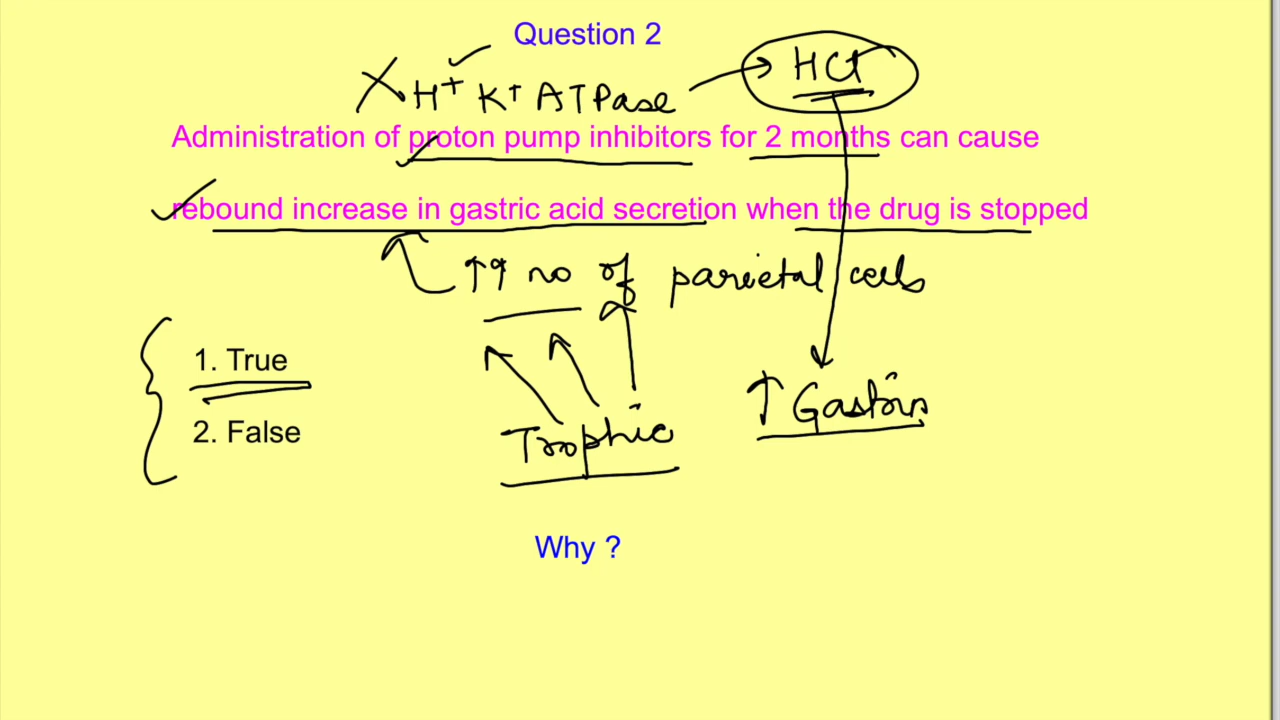 Question 2
H+ K+ ATPase
HCl
Administration of proton pump inhibitors for 2 months can cause
rebound increase in gastric acid secretion when the drug is stopped
↑↑ no of parietal cells
1. True
↑ Gastrin
2. False
Trophic
Why ?